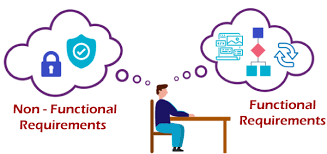 Non - Functional
Requirements
Functional
Requirements